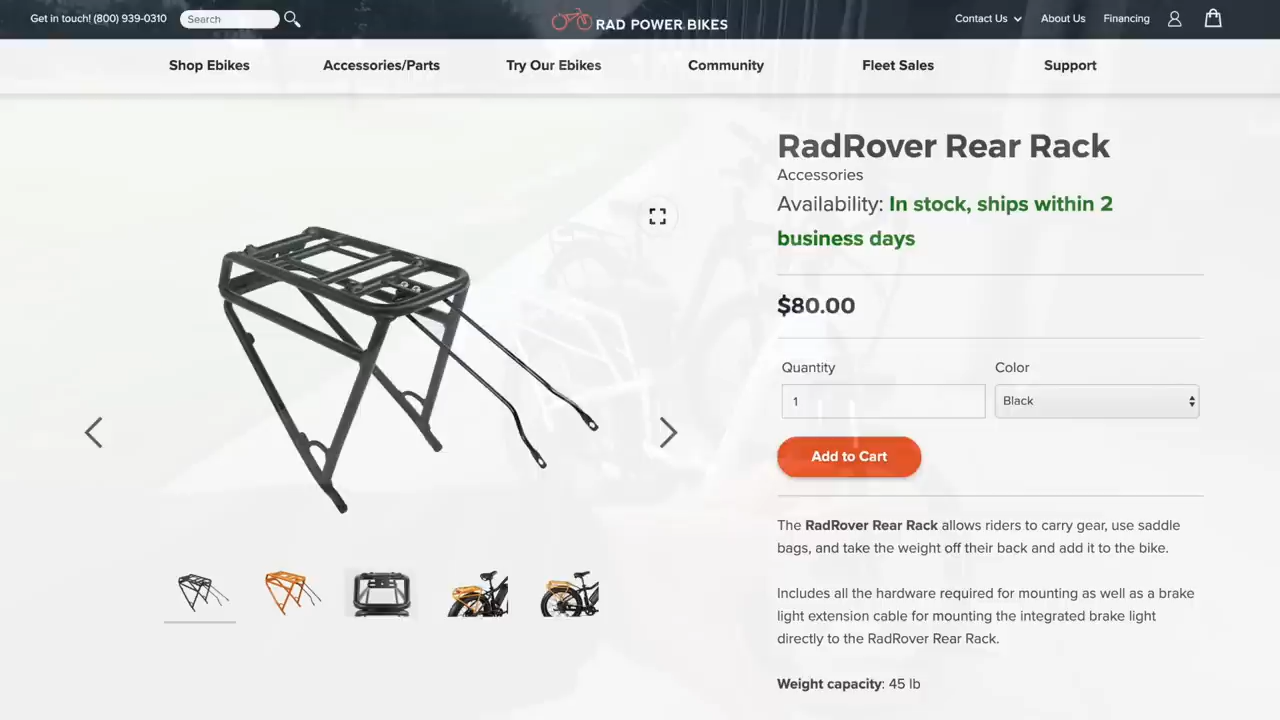 Get in touch! (800) 939-0310
Search
RAD POWER BIKES
Contact Us
About Us
Financing
Shop Ebikes
Accessories/Parts
Try Our Ebikes
Community
Fleet Sales
Support
RadRover Rear Rack
Accessories
Availability: In stock, ships within 2
business days
$80.00
Quantity
Color
1
Black
Add to Cart
The RadRover Rear Rack allows riders to carry gear, use saddle
bags, and take the weight off their back and add it to the bike.
Includes all the hardware required for mounting as well as a brake
light extension cable for mounting the integrated brake light
directly to the RadRover Rear Rack.
Weight capacity: 45 lb